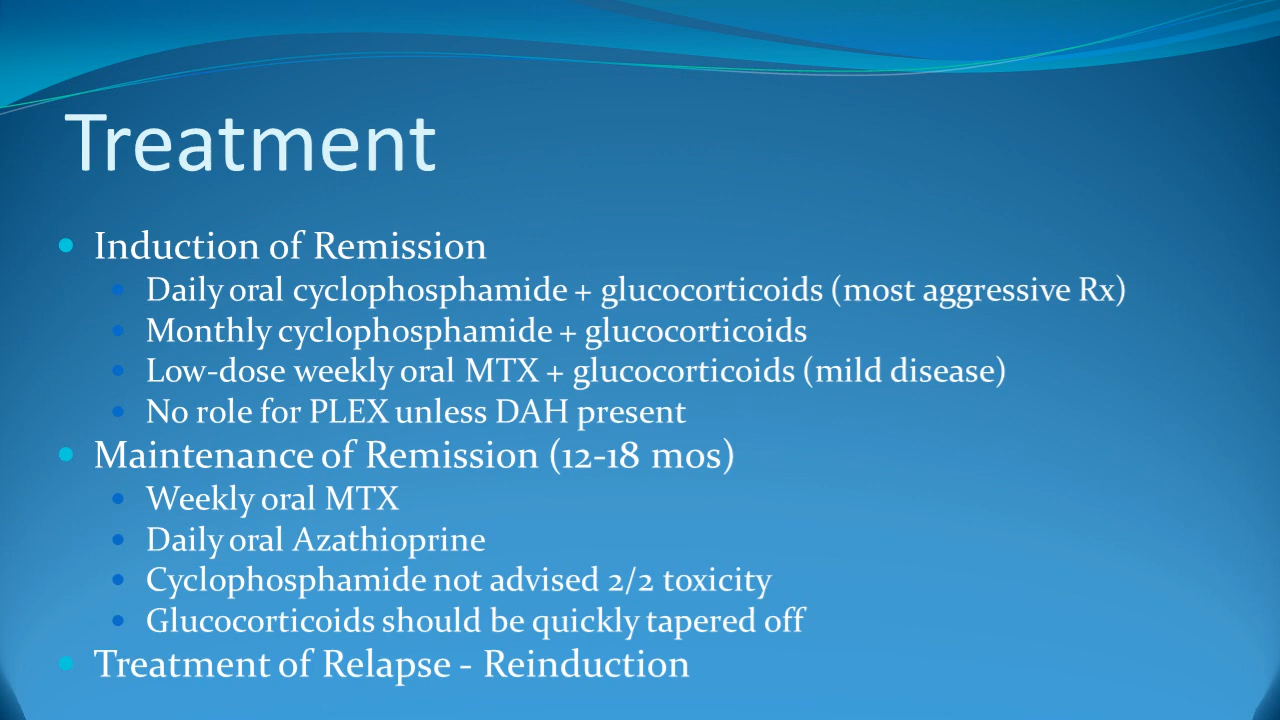 Treatment
Induction of Remission
Daily oral cyclophosphamide + glucocorticoids (most aggressive Rx)
Monthly cyclophosphamide + glucocorticoids
Low-dose weekly oral MTX + glucocorticoids (mild disease)
No role for PLEX unless DAH present
Maintenance of Remission (12-18 mos)
Weekly oral MTX
Daily oral Azathioprine
Cyclophosphamide not advised 2/2 toxicity
Glucocorticoids should be quickly tapered off
Treatment of Relapse - Reinduction